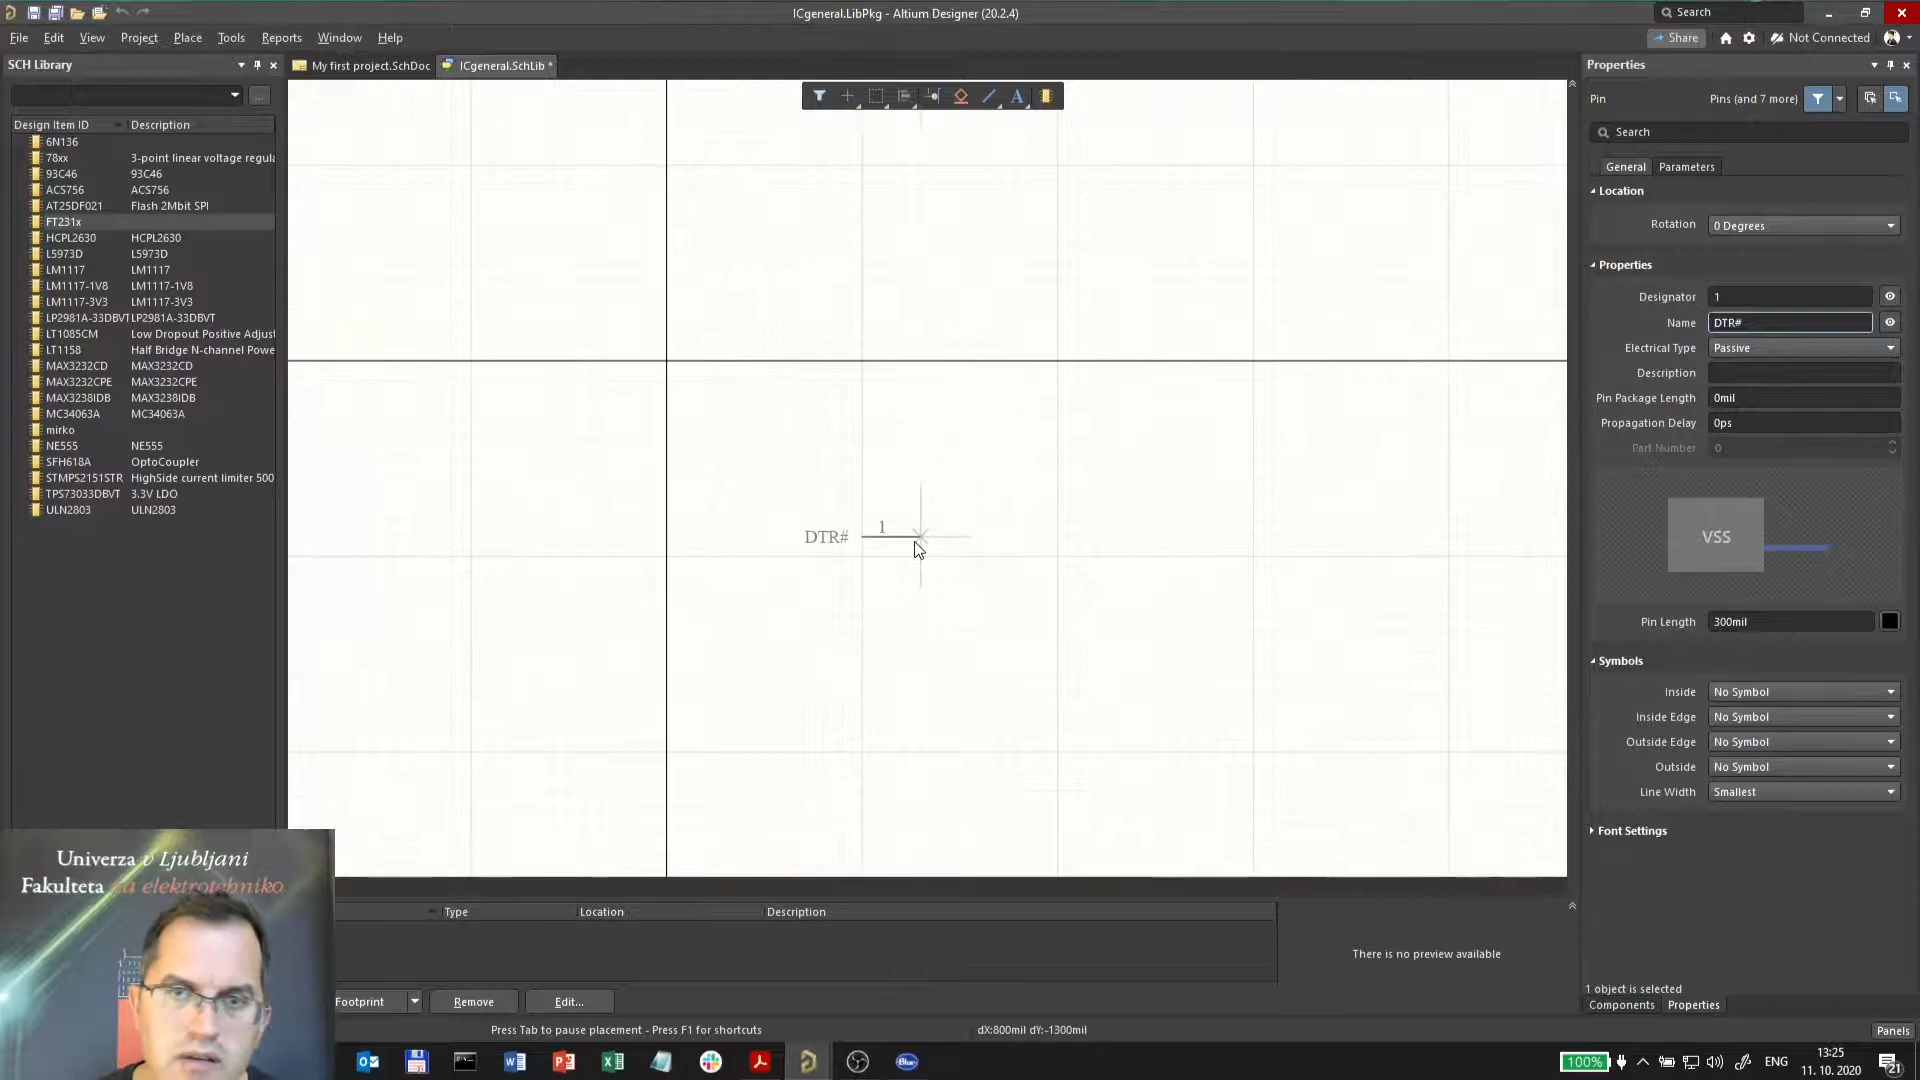 ICgeneral.LibPkg - Altium Designer (20.2.4)
Search
File Edit View Project Place Tools Reports Window Help
Share
Not Connected
SCH Library
My first project.SchDoc
ICgeneral.SchLib *
Properties
Pin
Pins (and 7 more)
...
Design Item ID Description
Search
6N136
78xx 3-point linear voltage regula
93C46 93C46
ACS756 ACS756
AT25DF021 Flash 2Mbit SPI
FT231x
HCPL2630 HCPL2630
L5973D L5973D
LM1117 LM1117
LM1117-1V8 LM1117-1V8
LM1117-3V3 LM1117-3V3
LP2981A-33DBVT LP2981A-33DBVT
LT1085CM Low Dropout Positive Adjust
LT1158 Half Bridge N-channel Powe
MAX3232CD MAX3232CD
MAX3232CPE MAX3232CPE
MAX3238IDB MAX3238IDB
MC34063A MC34063A
mirko
NE555 NE555
SFH618A OptoCoupler
STMPS2151STR HighSide current limiter 500
TPS73033DBVT 3.3V LDO
ULN2803 ULN2803
A
DTR# 1
General Parameters
Location
Rotation 0 Degrees
Properties
Designator 1
Name DTR#
Electrical Type Passive
Description
Pin Package Length 0mil
Propagation Delay 0ps
Part Number 0
VSS
Pin Length 300mil
Symbols
Inside No Symbol
Inside Edge No Symbol
Outside Edge No Symbol
Outside No Symbol
Line Width Smallest
Font Settings
Univerza v Ljubljani
Fakulteta za elektrotehniko
Type Location Description
There is no preview available
Footprint Remove Edit...
1 object is selected
Components Properties
Press Tab to pause placement - Press F1 for shortcuts
dX:800mil dY:-1300mil
Panels
100%
ENG
13:25
11. 10. 2020
21